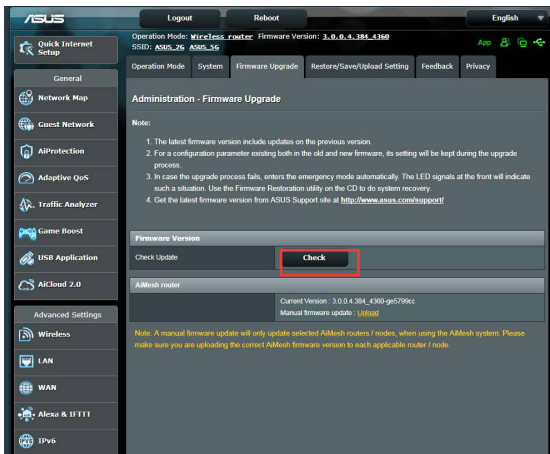 ASUS
Logout
Reboot
English
Quick Internet
Setup
General
Network Map
Guest Network
AiProtection
Adaptive QoS
Traffic Analyzer
Game Boost
USB Application
AiCloud 2.0
Advanced Settings
Wireless
LAN
WAN
Alexa & IFTTT
IPv6
Operation Mode: Wireless router Firmware Version: 3.0.0.4.384_4360
SSID: ASUS_2G ASUS_5G
App
Operation Mode System Firmware Upgrade Restore/Save/Upload Setting Feedback Privacy
Administration - Firmware Upgrade
Note:
1. The latest firmware version include updates on the previous version.
2. For a configuration parameter existing both in the old and new firmware, its setting will be kept during the upgrade
process.
3. In case the upgrade process fails, enters the emergency mode automatically. The LED signals at the front will indicate
such a situation. Use the Firmware Restoration utility on the CD to do system recovery.
4. Get the latest firmware version from ASUS Support site at http://www.asus.com/support/
Firmware Version
Check Update
Check
AiMesh router
Current Version : 3.0.0.4.384_4360-ge5799cc
Manual firmware update : Upload
Note: A manual firmware update will only update selected AiMesh routers / nodes, when using the AiMesh system. Please
make sure you are uploading the correct AiMesh firmware version to each applicable router / node.